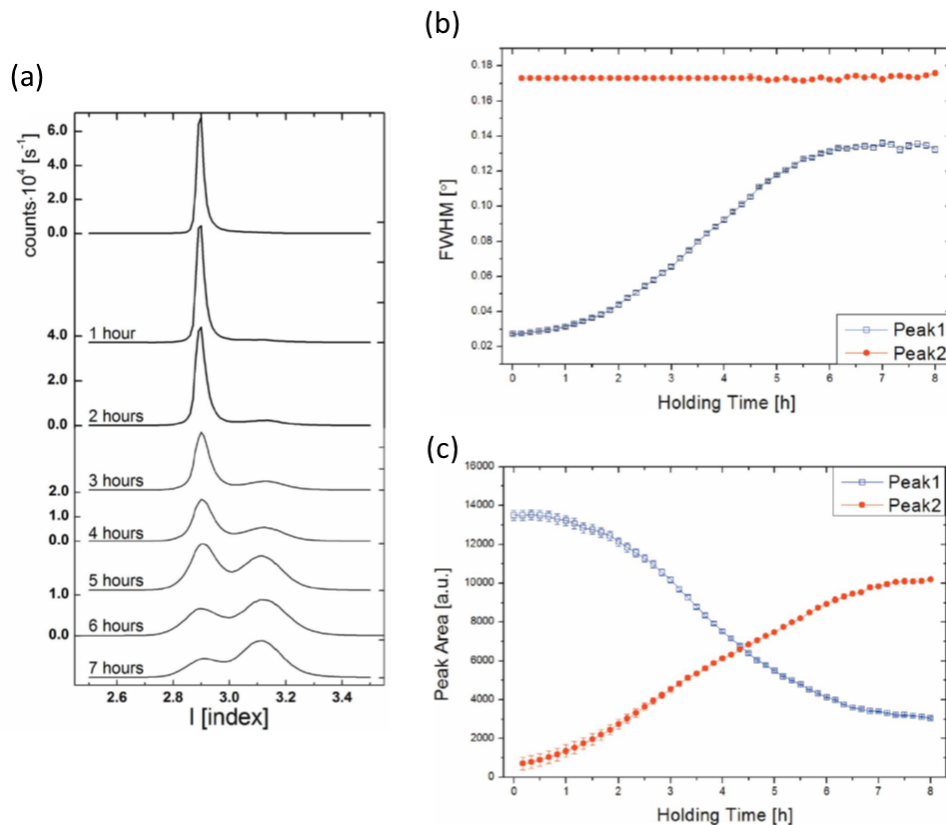 (a)
counts·10⁴ [s⁻¹]
6.0
4.0
2.0
0.0
1 hour
4.0
2.0
2 hours
0.0
3 hours
2.0
4 hours
1.0
0.0
5 hours
1.0
6 hours
0.0
7 hours
2.6 2.8 3.0 3.2 3.4
l [index]
(b)
FWHM [°]
0.18
0.16
0.14
0.12
0.10
0.08
0.06
0.04
0.02
Peak1
Peak2
0 1 2 3 4 5 6 7 8
Holding Time [h]
(c)
Peak Area [a.u.]
16000
14000
12000
10000
8000
6000
4000
2000
0
Peak1
Peak2
0 1 2 3 4 5 6 7 8
Holding Time [h]